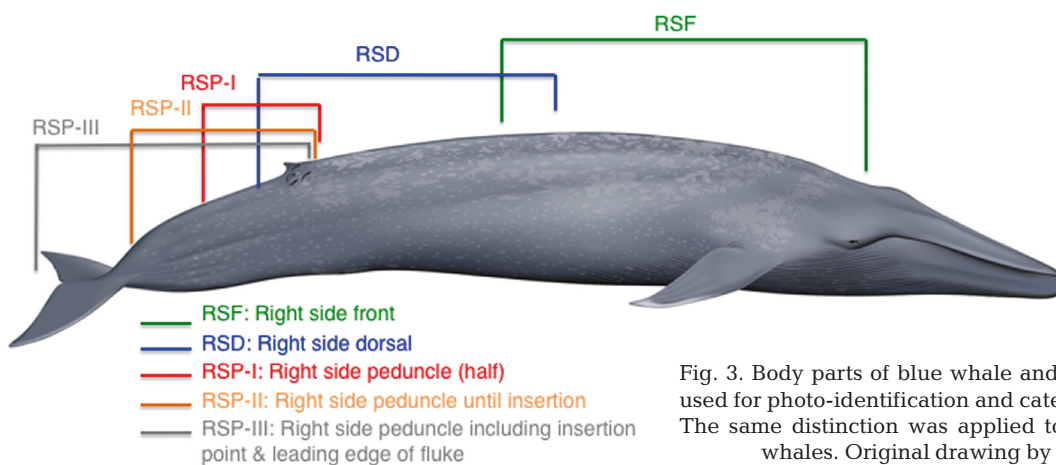 RSF
RSD
RSP-I
RSP-II
RSP-III
RSF: Right side front
RSD: Right side dorsal
RSP-I: Right side peduncle (half)
RSP-II: Right side peduncle until insertion
RSP-III: Right side peduncle including insertion
point & leading edge of fluke
Fig. 3. Body parts of blue whale and
used for photo-identification and cate
The same distinction was applied to
whales. Original drawing by